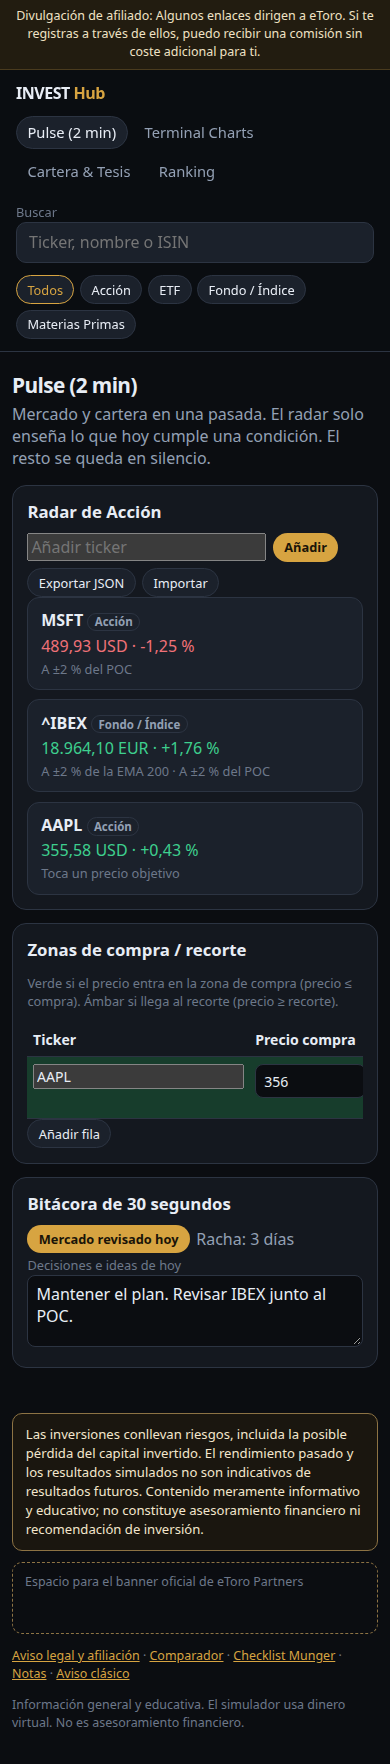 Divulgación de afiliado: Algunos enlaces dirigen a eToro. Si te
registras a través de ellos, puedo recibir una comisión sin
coste adicional para ti.
INVEST Hub
Pulse (2 min) Terminal Charts
Cartera & Tesis Ranking
Buscar
Ticker, nombre o ISIN
Todos Acción ETF Fondo / Índice
Materias Primas
Pulse (2 min)
Mercado y cartera en una pasada. El radar solo
enseña lo que hoy cumple una condición. El
resto se queda en silencio.
Radar de Acción
Añadir ticker Añadir
Exportar JSON Importar
MSFT Acción
489,93 USD · -1,25 %
A ±2 % del POC
^IBEX Fondo / Índice
18.964,10 EUR · +1,76 %
A ±2 % de la EMA 200 · A ±2 % del POC
AAPL Acción
355,58 USD · +0,43 %
Toca un precio objetivo
Zonas de compra / recorte
Verde si el precio entra en la zona de compra (precio ≤
compra). Ámbar si llega al recorte (precio ≥ recorte).
Ticker Precio compra
AAPL 356
Añadir fila
Bitácora de 30 segundos
Mercado revisado hoy Racha: 3 días
Decisiones e ideas de hoy
Mantener el plan. Revisar IBEX junto al
POC.
Las inversiones conllevan riesgos, incluida la posible
pérdida del capital invertido. El rendimiento pasado y
los resultados simulados no son indicativos de
resultados futuros. Contenido meramente informativo
y educativo; no constituye asesoramiento financiero ni
recomendación de inversión.
Espacio para el banner oficial de eToro Partners
Aviso legal y afiliación · Comparador · Checklist Munger ·
Notas · Aviso clásico
Información general y educativa. El simulador usa dinero
virtual. No es asesoramiento financiero.